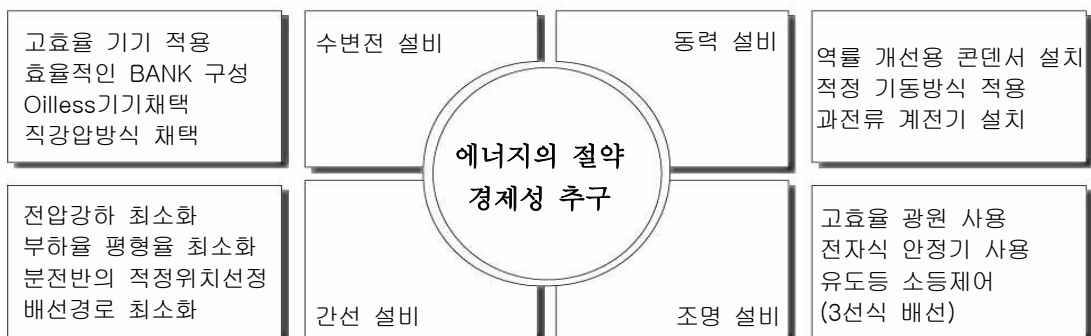 고효율 기기 적용
효율적인 BANK 구성
Oilless기기채택
직강압방식 채택
수변전 설비
동력 설비
역률 개선용 콘덴서 설치
적정 기동방식 적용
과전류 계전기 설치
에너지의 절약
경제성 추구
전압강하 최소화
부하율 평형율 최소화
분전반의 적정위치선정
배선경로 최소화
간선 설비
조명 설비
고효율 광원 사용
전자식 안정기 사용
유도등 소등제어
(3선식 배선)